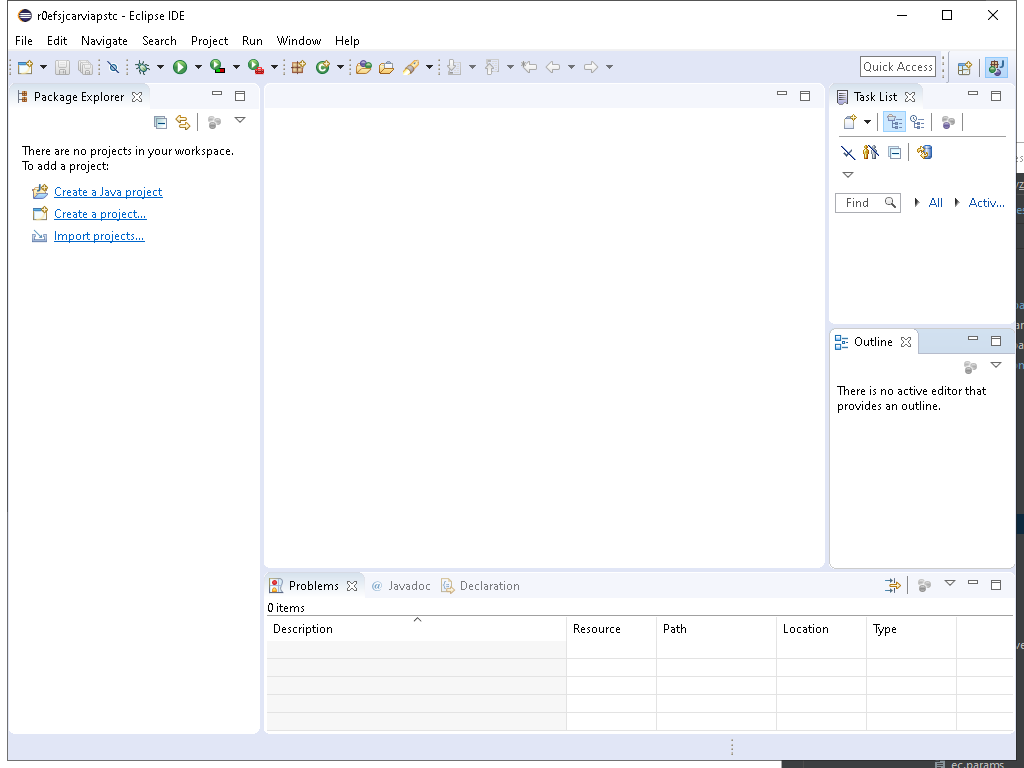 r0efsjcarviapstc - Eclipse IDE
File Edit Navigate Search Project Run Window Help
Quick Access
Package Explorer
Task List
There are no projects in your workspace.
To add a project:
Create a Java project
Create a project...
Import projects...
Find All Activ...
Outline
There is no active editor that
provides an outline.
Problems @ Javadoc Declaration
0 items
Description Resource Path Location Type
ec.params